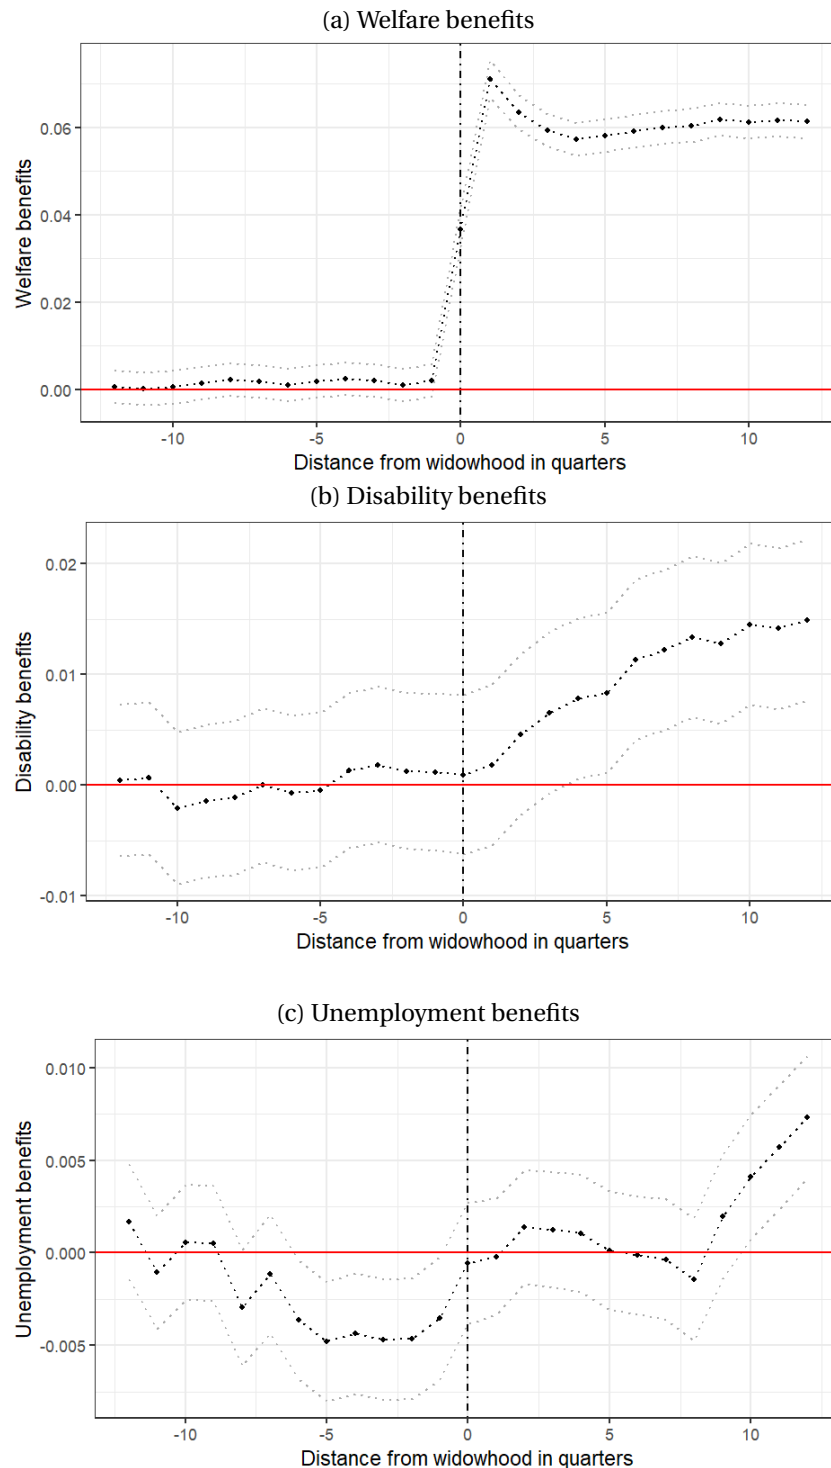 (a) Welfare benefits
Welfare benefits
0.06
0.04
0.02
0.00
-10 -5 0 5 10
Distance from widowhood in quarters
(b) Disability benefits
Disability benefits
0.02
0.01
0.00
-0.01
-10 -5 0 5 10
Distance from widowhood in quarters
(c) Unemployment benefits
Unemployment benefits
0.010
0.005
0.000
-0.005
-10 -5 0 5 10
Distance from widowhood in quarters